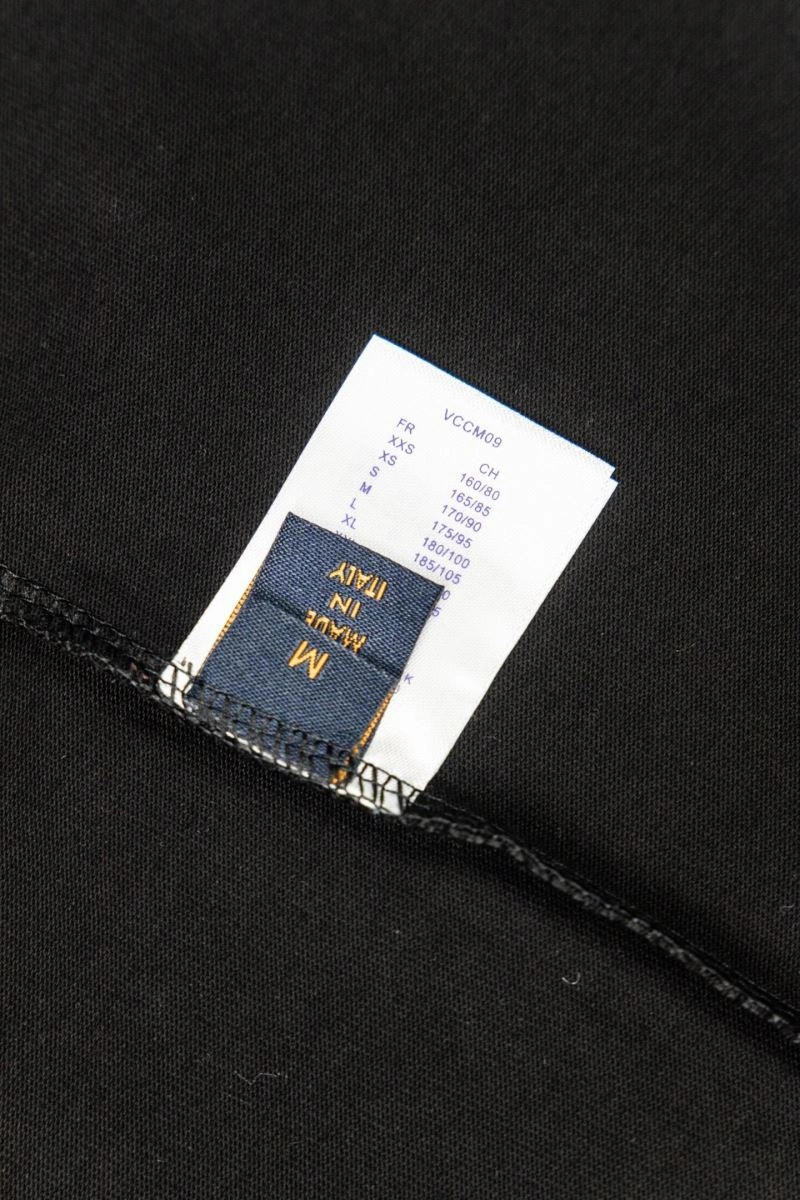 VCCM09
FR CH
XXS 160/80
XS 165/85
S 170/90
M 175/95
L 180/100
XL 185/105
M
MADE
IN
ITALY